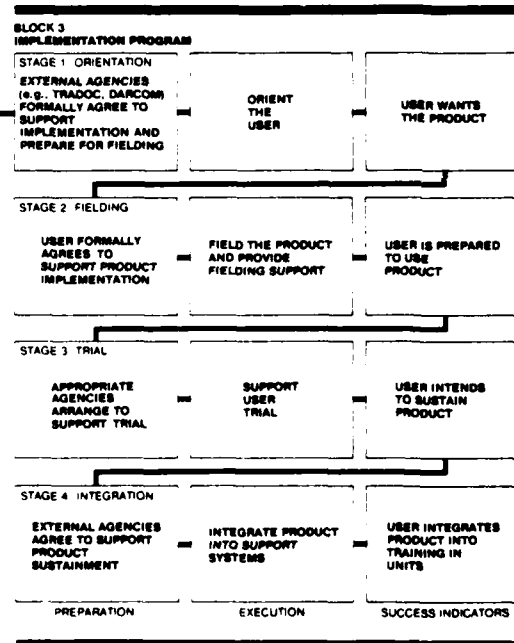 BLOCK 3
IMPLEMENTATION PROGRAM
STAGE 1 ORIENTATION
EXTERNAL AGENCIES
(e.g., TRADOC, DARCOM)
FORMALLY AGREE TO
SUPPORT
IMPLEMENTATION AND
PREPARE FOR FIELDING
ORIENT
THE
USER
USER WANTS
THE PRODUCT
STAGE 2 FIELDING
USER FORMALLY
AGREES TO
SUPPORT PRODUCT
IMPLEMENTATION
FIELD THE PRODUCT
AND PROVIDE
FIELDING SUPPORT
USER IS PREPARED
TO USE
PRODUCT
STAGE 3 TRIAL
APPROPRIATE
AGENCIES
ARRANGE TO
SUPPORT TRIAL
SUPPORT
USER
TRIAL
USER INTENDS
TO SUSTAIN
PRODUCT
STAGE 4 INTEGRATION
EXTERNAL AGENCIES
AGREE TO SUPPORT
PRODUCT
SUSTAINMENT
INTEGRATE PRODUCT
INTO SUPPORT
SYSTEMS
USER INTEGRATES
PRODUCT INTO
TRAINING IN
UNITS
PREPARATION
EXECUTION
SUCCESS INDICATORS